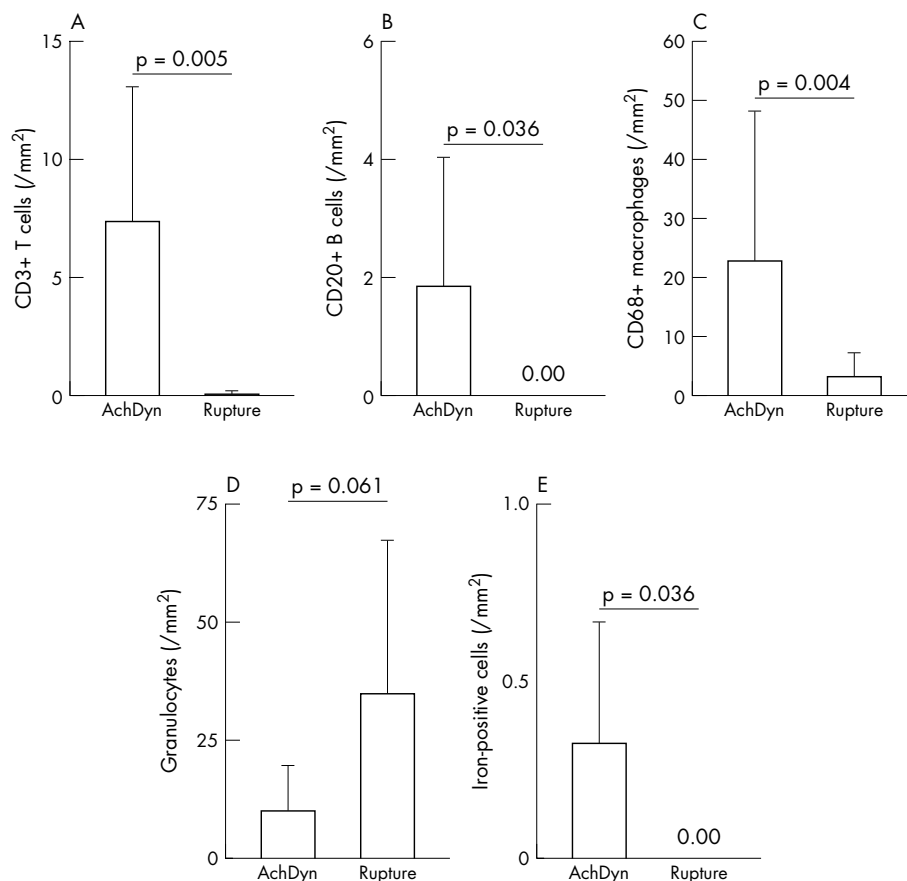 A
15
10
5
0
CD3+ T cells (/mm2)
p = 0.005
AchDyn Rupture
B
6
4
2
0
CD20+ B cells (/mm2)
p = 0.036
0.00
AchDyn Rupture
C
60
50
40
30
20
10
0
CD68+ macrophages (/mm2)
p = 0.004
AchDyn Rupture
D
75
50
25
0
Granulocytes (/mm2)
p = 0.061
AchDyn Rupture
E
1.0
0.5
0
Iron-positive cells (/mm2)
p = 0.036
0.00
AchDyn Rupture